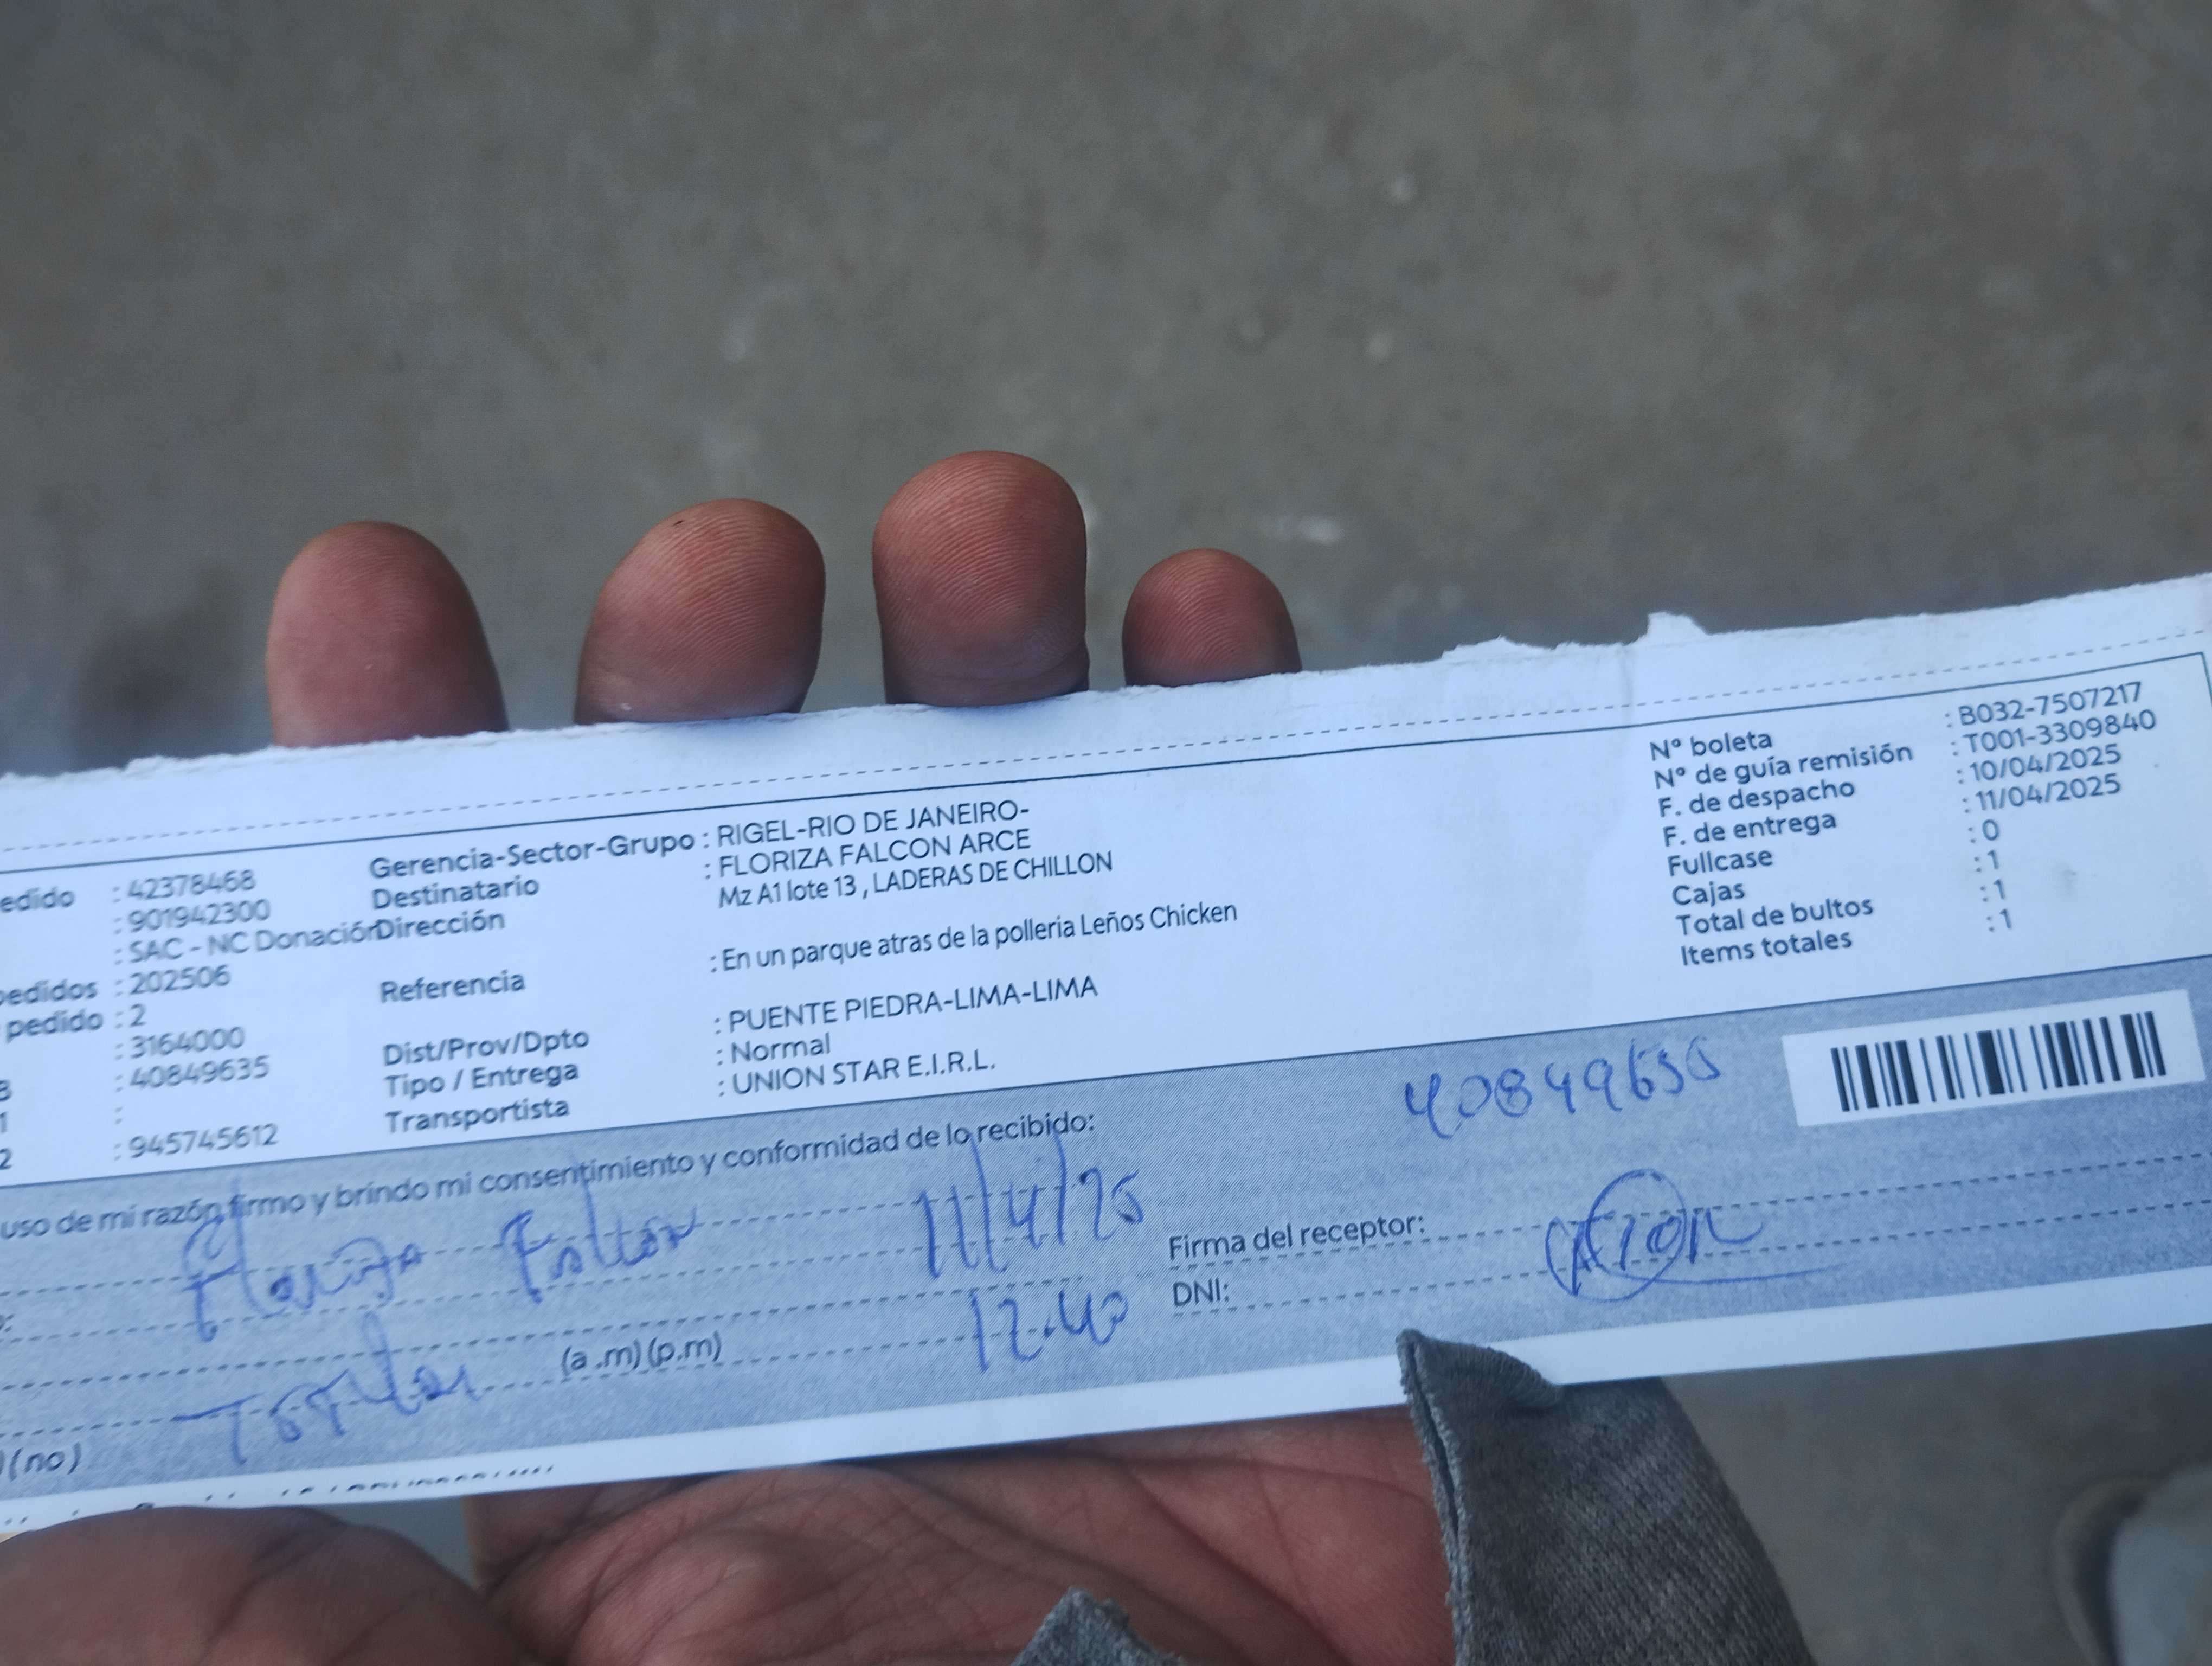 edido : 42378468
: 901942300
: SAC - NC Donación
pedidos : 202506
pedido : 2
: 3164000
: 40849635
:
2 : 945745612
Gerencia-Sector-Grupo : RIGEL-RIO DE JANEIRO-
Destinatario : FLORIZA FALCON ARCE
Dirección Mz A1 lote 13 , LADERAS DE CHILLON
Referencia : En un parque atras de la polleria Leños Chicken
Dist/Prov/Dpto : PUENTE PIEDRA-LIMA-LIMA
Tipo / Entrega : Normal
Transportista : UNION STAR E.I.R.L.
N° boleta : B032-7507217
N° de guía remisión : T001-3309840
F. de despacho : 10/04/2025
F. de entrega : 11/04/2025
Fullcase : 0
Cajas : 1
Total de bultos : 1
Items totales : 1
uso de mi razón firmo y brindo mi consentimiento y conformidad de lo recibido:
40849635
Floriza Falcon 11/4/25
Firma del receptor:
(a .m) (p.m) 12.40
DNI:
(no)